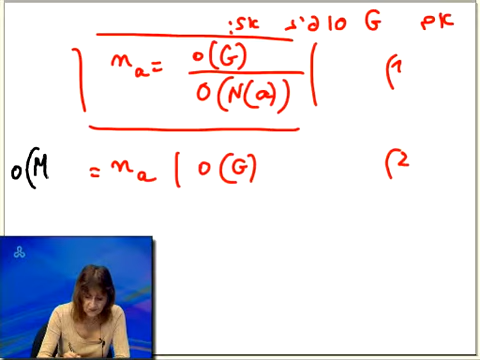 אם G סופית אז:
(1 n_a = o(G) / o(N(a))
(2 o(M = n_a | o(G)